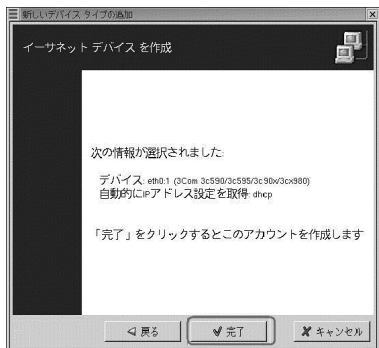 新しいデバイス タイプの追加
イーサネット デバイス を作成
次の情報が選択されました:
デバイス: eth0:1 (3Com 3c590/3c595/3c90x/3cx980)
自動的にIPアドレス設定を取得: dhcp
「完了」をクリックするとこのアカウントを作成します
戻る 完了 キャンセル